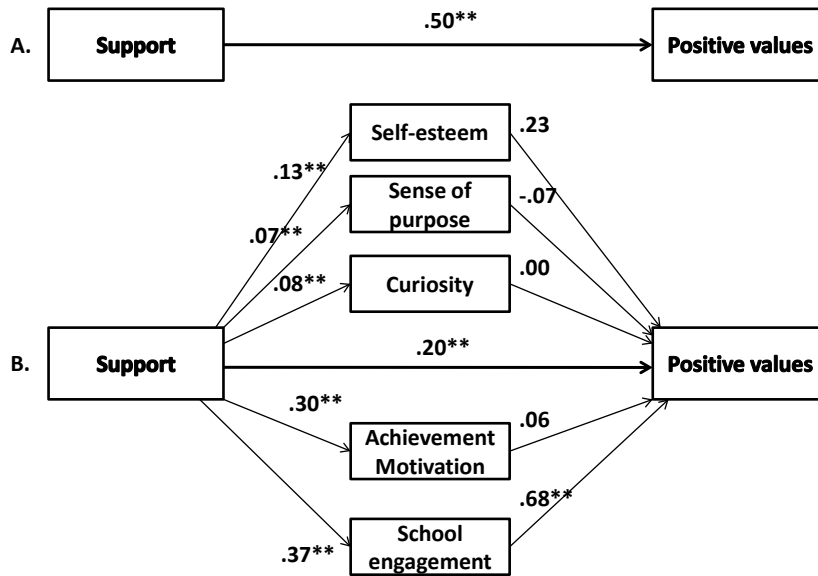 .50**
A.
Support
Positive values
Self-esteem
.23
.13**
Sense of
purpose
-.07
.07**
.08**
Curiosity
.00
B.
Support
.20**
Positive values
.30**
Achievement
Motivation
.06
.68**
School
engagement
.37**